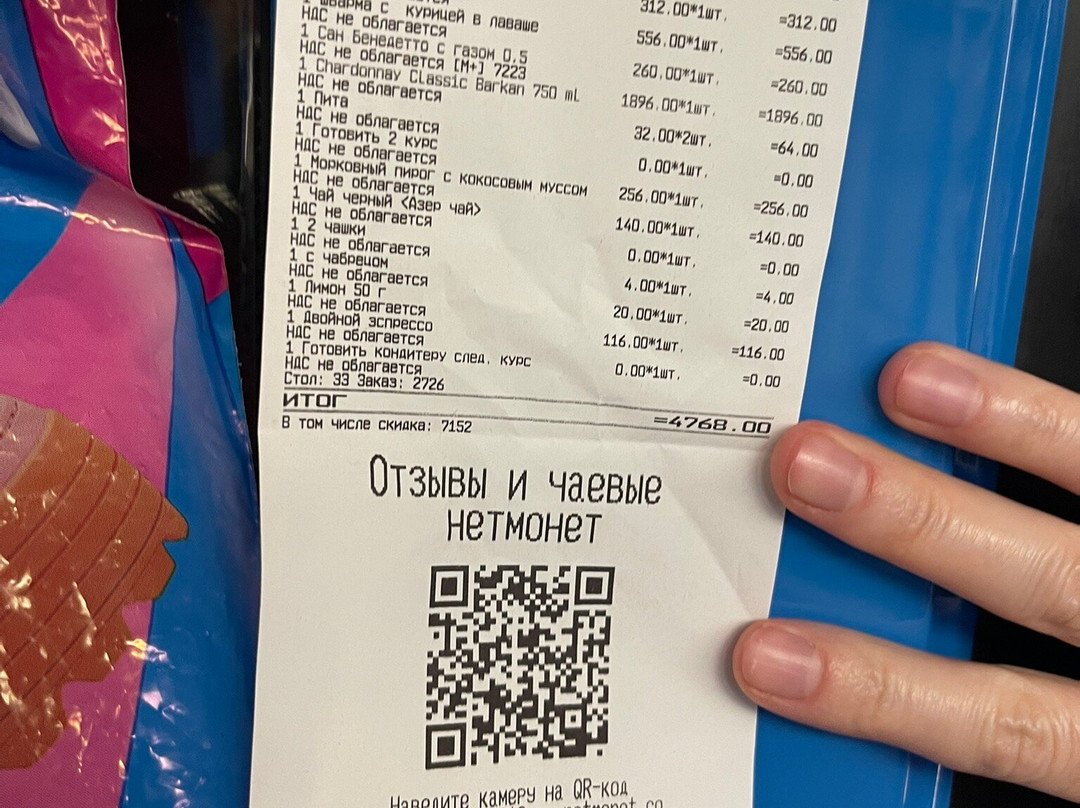 312.00*1шт. =312.00
1 Шварма с курицей в лаваше
НДС не облагается 556.00*1шт. =556.00
1 Сан Бенедетто с газом 0,5
НДС не облагается [М+] 7223 260.00*1шт. =260.00
1 Chardonnay Classic Barkan 750 mL
НДС не облагается 1896.00*1шт. =1896.00
1 Пита
НДС не облагается 32.00*2шт. =64.00
1 Готовить 2 курс
НДС не облагается 0.00*1шт. =0.00
1 Морковный пирог с кокосовым муссом
НДС не облагается 256.00*1шт. =256.00
1 Чай черный <Азер чай>
НДС не облагается 140.00*1шт. =140.00
1 2 чашки
НДС не облагается 0.00*1шт. =0.00
1 с чабрецом
НДС не облагается 4.00*1шт. =4.00
1 Лимон 50 г
НДС не облагается 20.00*1шт. =20.00
1 Двойной эспрессо
НДС не облагается 116.00*1шт. =116.00
1 Готовить кондитеру след. курс
НДС не облагается 0.00*1шт. =0.00
Стол: 33 Заказ: 2726
ИТОГ =4768.00
В том числе скидка: 7152
Отзывы и чаевые
нетмонет
Наведите камеру на QR-код